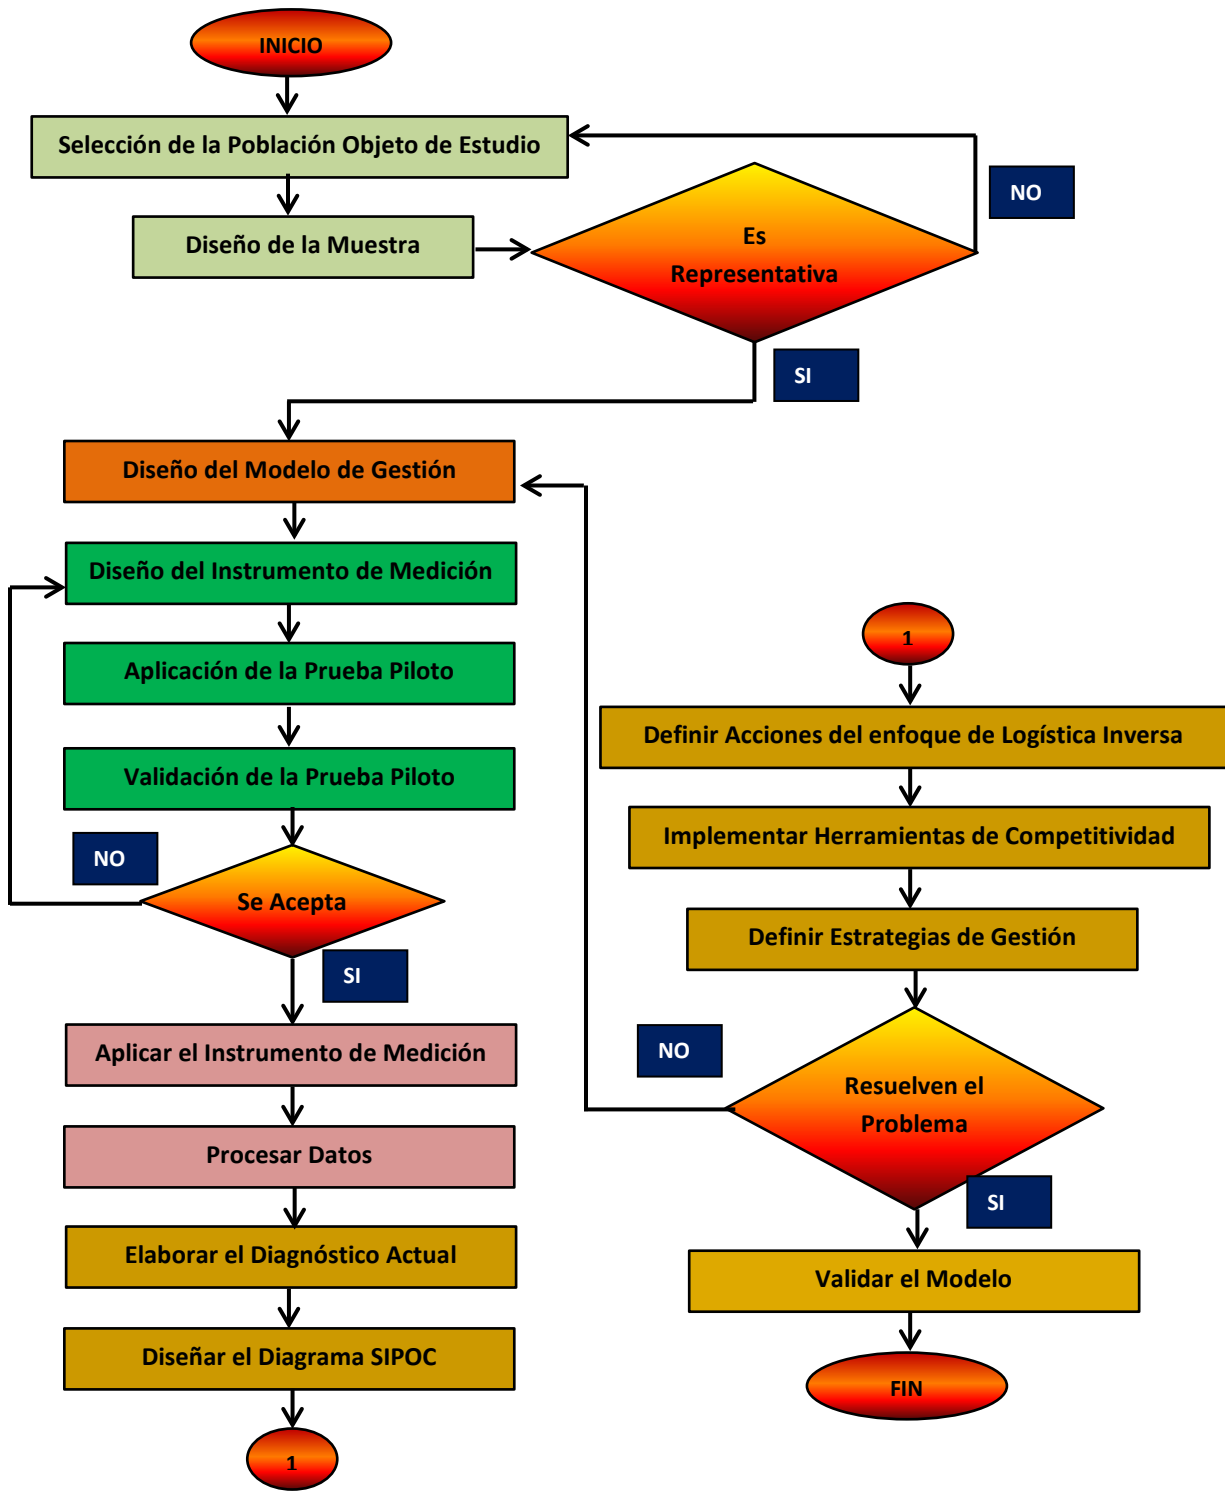 INICIO
Selección de la Población Objeto de Estudio
Diseño de la Muestra
Es
Representativa
NO
SI
Diseño del Modelo de Gestión
Diseño del Instrumento de Medición
Aplicación de la Prueba Piloto
Validación de la Prueba Piloto
NO
Se Acepta
SI
Aplicar el Instrumento de Medición
Procesar Datos
Elaborar el Diagnóstico Actual
Diseñar el Diagrama SIPOC
1
1
Definir Acciones del enfoque de Logística Inversa
Implementar Herramientas de Competitividad
Definir Estrategias de Gestión
NO
Resuelven el
Problema
SI
Validar el Modelo
FIN